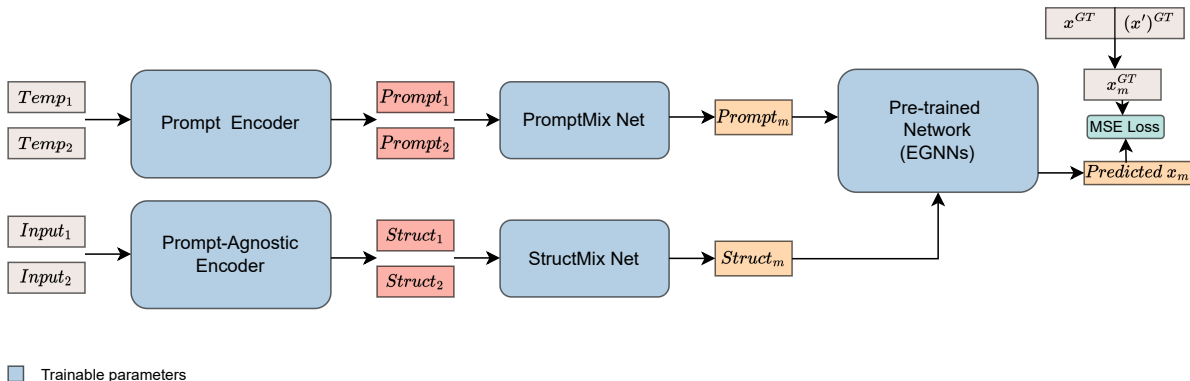 x^{GT} (x')^{GT}
Temp_1
Temp_2
Prompt Encoder
Prompt_1
Prompt_2
PromptMix Net
Prompt_m
Pre-trained
Network
(EGNNs)
x_m^{GT}
MSE Loss
Predicted x_m
Input_1
Input_2
Prompt-Agnostic
Encoder
Struct_1
Struct_2
StructMix Net
Struct_m
Trainable parameters